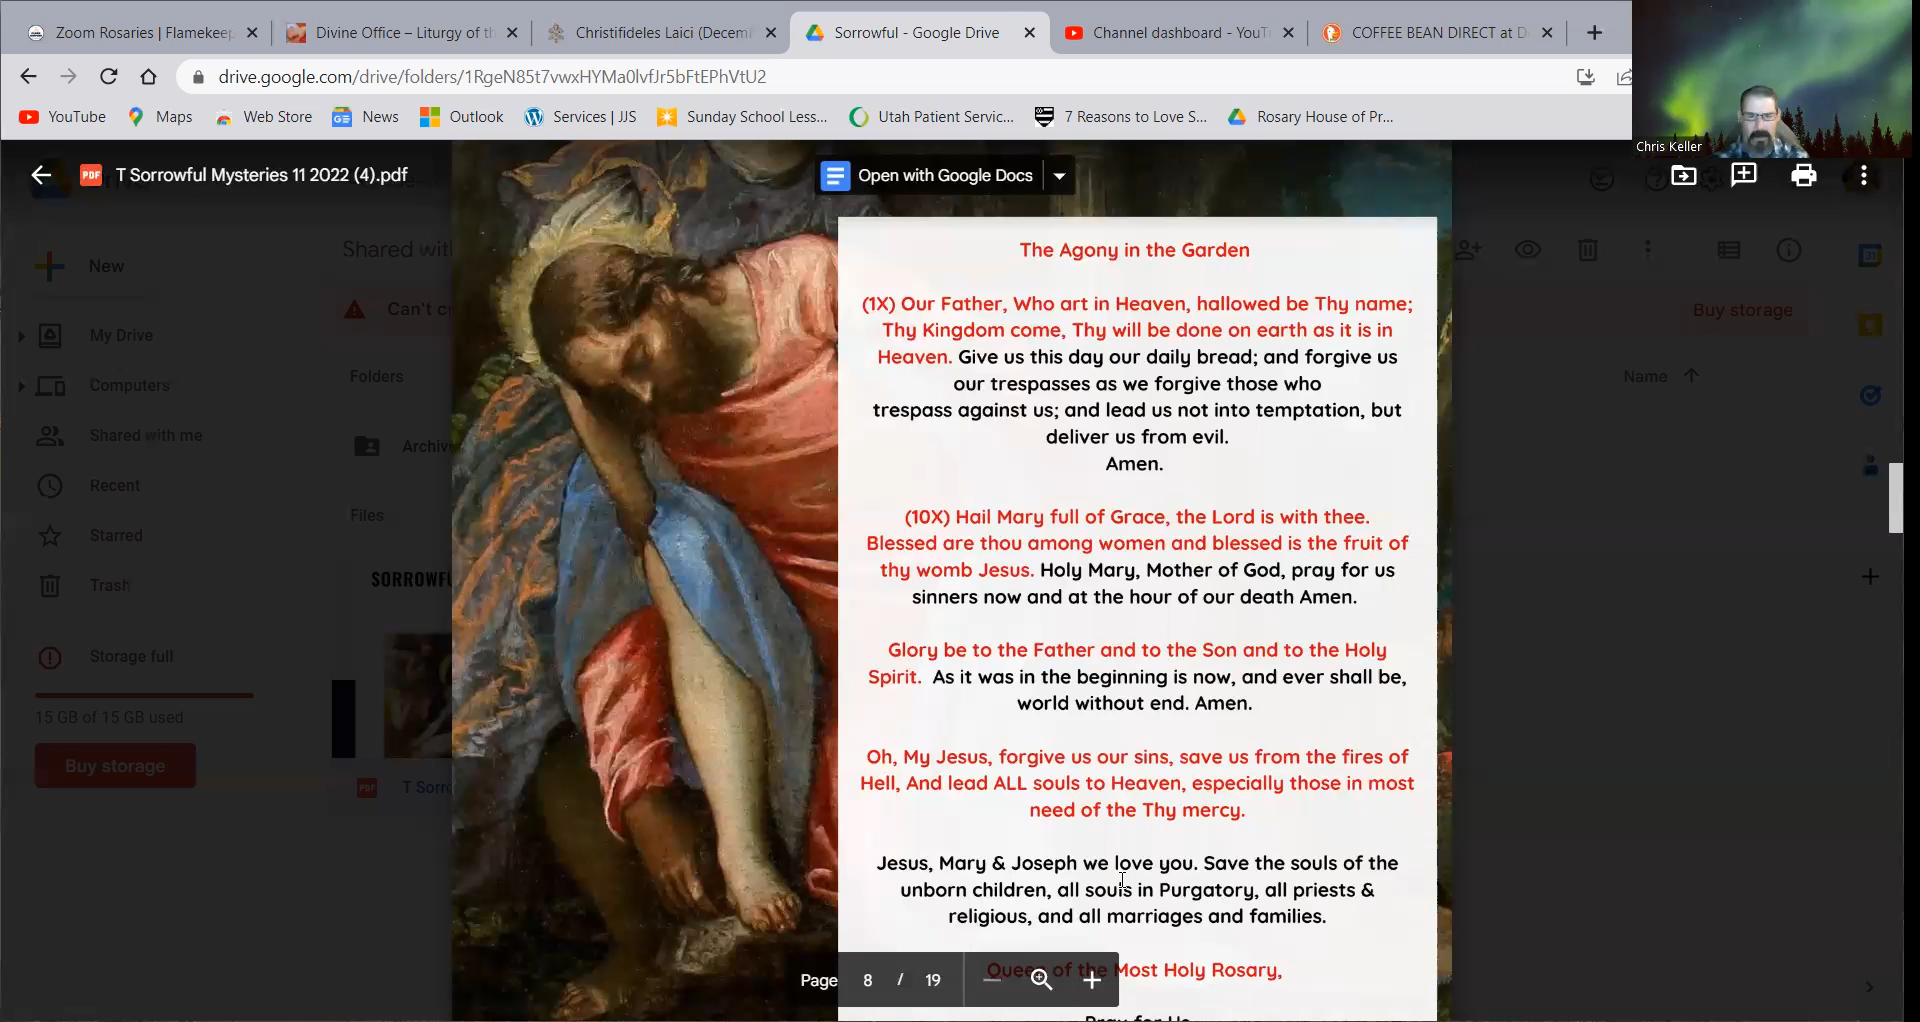 Zoom Rosaries | Flamekeep
Divine Office – Liturgy of th
Christifideles Laici (Decem
Sorrowful - Google Drive
Channel dashboard - YouT
COFFEE BEAN DIRECT at D
drive.google.com/drive/folders/1RgeN85t7vwxHYMa0lvfJr5bFtEPhVtU2
YouTube
Maps
Web Store
News
Outlook
Services | JJS
Sunday School Less...
Utah Patient Servic...
7 Reasons to Love S...
Rosary House of Pr...
Chris Keller
PDF
T Sorrowful Mysteries 11 2022 (4).pdf
Open with Google Docs
New
Shared wit
Can't c
Buy storage
My Drive
Computers
Folders
Name
Shared with me
Archiv
Recent
Files
Starred
Trash
SORROWFU
Storage full
15 GB of 15 GB used
Buy storage
PDF
T Sorro
The Agony in the Garden
(1X) Our Father, Who art in Heaven, hallowed be Thy name;
Thy Kingdom come, Thy will be done on earth as it is in
Heaven. Give us this day our daily bread; and forgive us
our trespasses as we forgive those who
trespass against us; and lead us not into temptation, but
deliver us from evil.
Amen.
(10X) Hail Mary full of Grace, the Lord is with thee.
Blessed are thou among women and blessed is the fruit of
thy womb Jesus. Holy Mary, Mother of God, pray for us
sinners now and at the hour of our death Amen.
Glory be to the Father and to the Son and to the Holy
Spirit. As it was in the beginning is now, and ever shall be,
world without end. Amen.
Oh, My Jesus, forgive us our sins, save us from the fires of
Hell, And lead ALL souls to Heaven, especially those in most
need of the Thy mercy.
Jesus, Mary & Joseph we love you. Save the souls of the
unborn children, all souls in Purgatory, all priests &
religious, and all marriages and families.
Queen of the Most Holy Rosary,
Pray for Us
Page 8 / 19